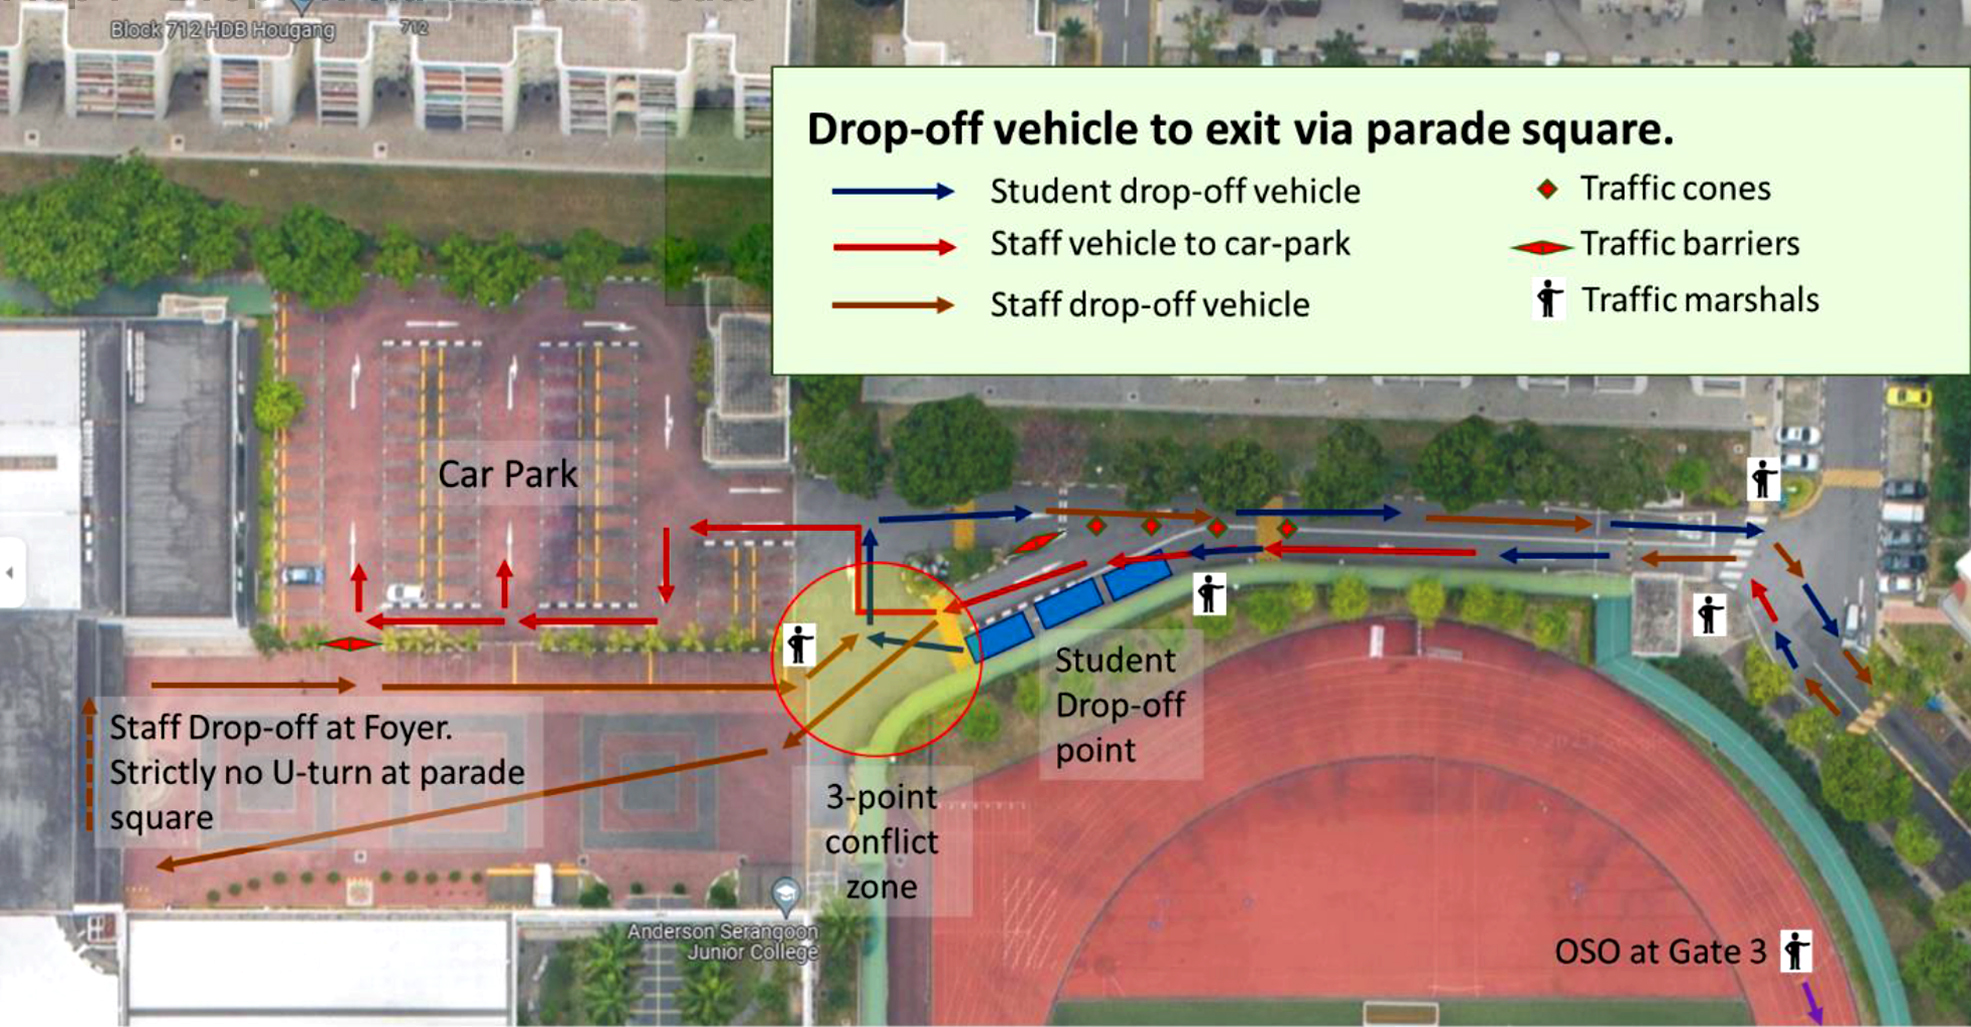 Block 712 HDB Hougang
712
Drop-off vehicle to exit via parade square.
Student drop-off vehicle
Staff vehicle to car-park
Staff drop-off vehicle
Traffic cones
Traffic barriers
Traffic marshals
Car Park
Student
Drop-off
point
Staff Drop-off at Foyer.
Strictly no U-turn at parade
square
3-point
conflict
zone
Anderson Serangoon
Junior College
OSO at Gate 3